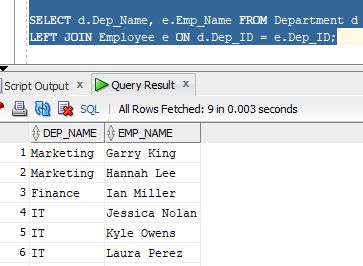 SELECT d.Dep_Name, e.Emp_Name FROM Department d
LEFT JOIN Employee e ON d.Dep_ID = e.Dep_ID;
Script Output x Query Result x
SQL | All Rows Fetched: 9 in 0.003 seconds
DEP_NAME EMP_NAME
1 Marketing Garry King
2 Marketing Hannah Lee
3 Finance Ian Miller
4 IT Jessica Nolan
5 IT Kyle Owens
6 IT Laura Perez